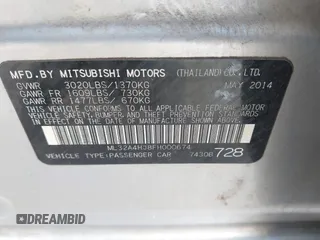 MFD.BY MITSUBISHI MOTORS (THAILAND)CO.,LTD.
GVWR 3020LBS/1370KG MAY 2014
GAWR FR 1609LBS/ 730KG
GAWR RR 1477LBS/ 670KG
THIS VEHICLE CONFORMS TO ALL APPLICABLE FEDERAL
MOTOR VEHICLE SAFETY, BUMPER AND THEFT
PREVENTION STANDARDS IN EFFECT ON THE DATE OF
MANUFACTURE SHOWN ABOVE.
ML32A4HJ8FH000674
VEHICLE TYPE:PASSENGER CAR 74306 728
DREAMBID